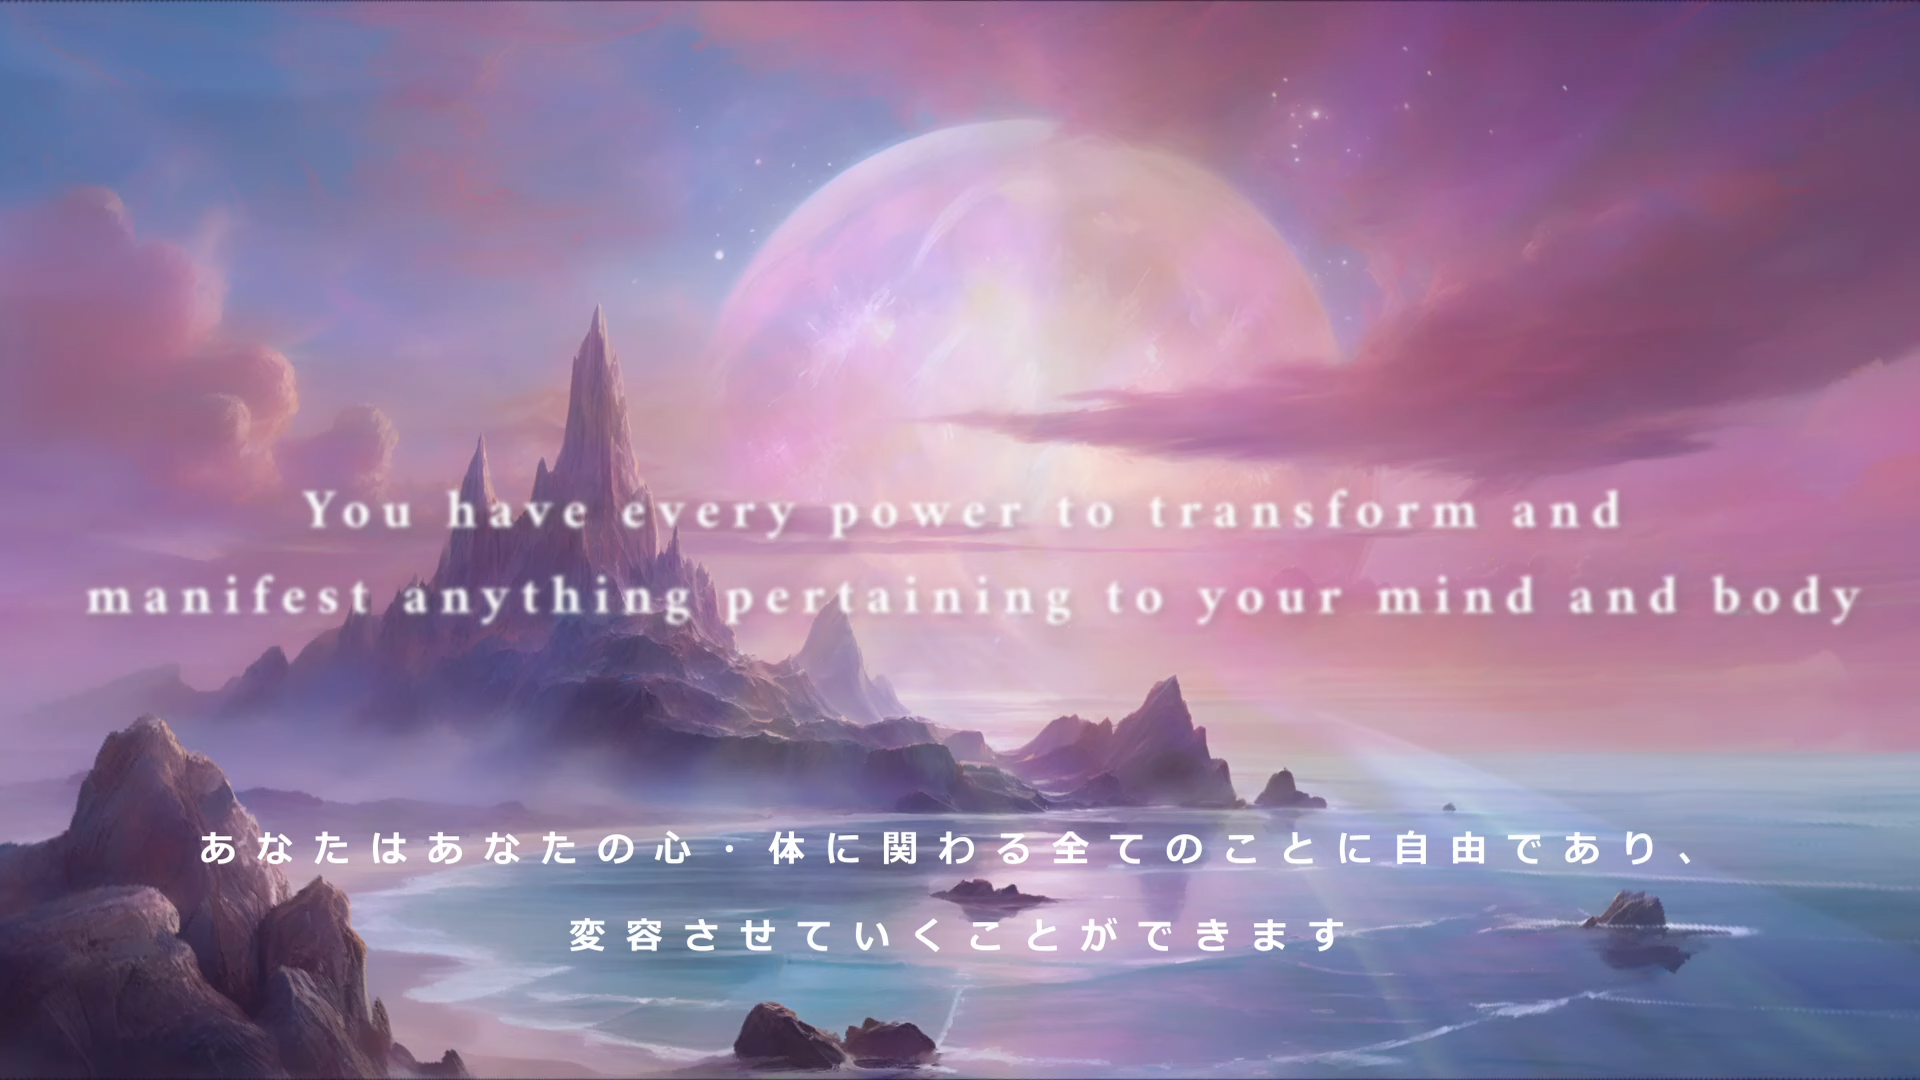 You have every power to transform and
manifest anything pertaining to your mind and body
あなたはあなたの心・体に関わる全てのことに自由であり、
変容させていくことができます